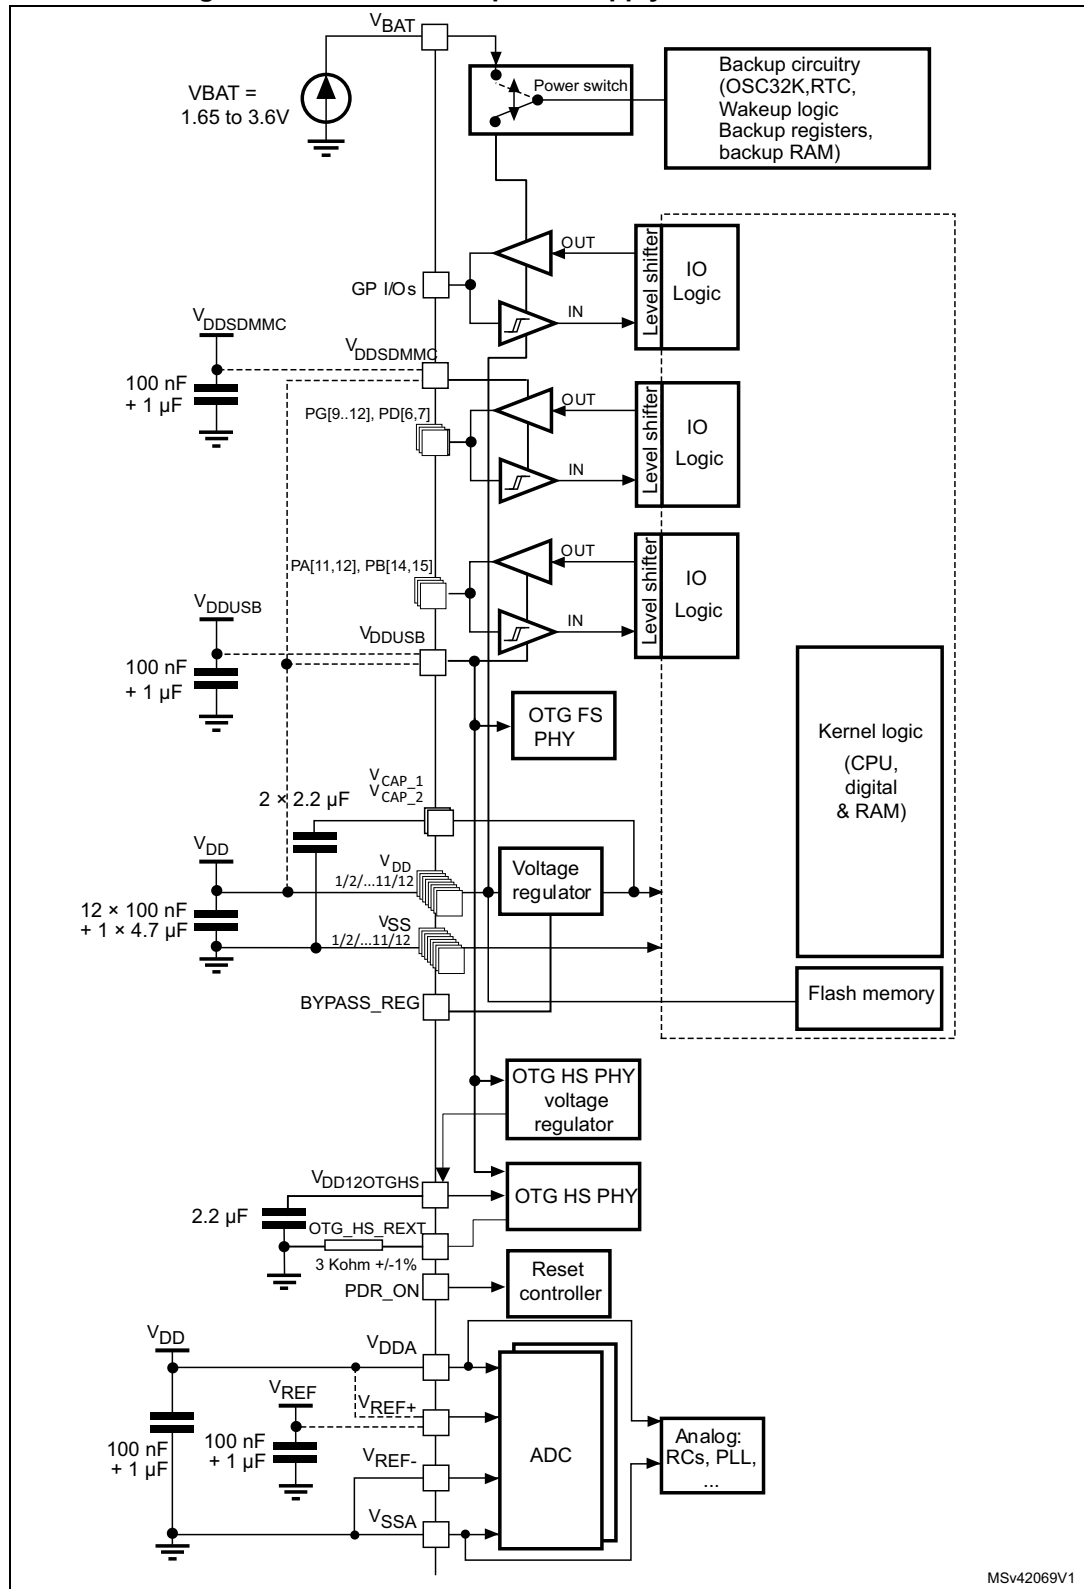 VBAT
VBAT =
1.65 to 3.6V
Power switch
Backup circuitry
(OSC32K,RTC,
Wakeup logic
Backup registers,
backup RAM)
GP I/Os
OUT
IN
Level shifter
IO
Logic
VDDSDMMC
100 nF
+ 1 µF
VDDSDMMC
PG[9..12], PD[6,7]
OUT
IN
Level shifter
IO
Logic
PA[11,12], PB[14,15]
OUT
IN
Level shifter
IO
Logic
VDDUSB
100 nF
+ 1 µF
VDDUSB
OTG FS
PHY
Kernel logic
(CPU,
digital
& RAM)
VCAP_1
VCAP_2
2 × 2.2 µF
VDD
12 × 100 nF
+ 1 × 4.7 µF
VDD
1/2/...11/12
VSS
1/2/...11/12
Voltage
regulator
BYPASS_REG
Flash memory
OTG HS PHY
voltage
regulator
VDD12OTGHS
2.2 µF
OTG_HS_REXT
3 Kohm +/-1%
OTG HS PHY
PDR_ON
Reset
controller
VDD
100 nF
+ 1 µF
VREF
100 nF
+ 1 µF
VDDA
VREF+
VREF-
VSSA
ADC
Analog:
RCs, PLL,
...
MSv42069V1